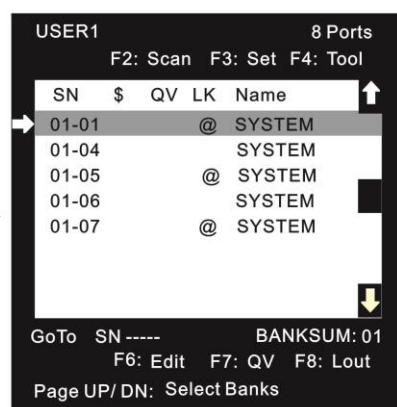 USER1 8 Ports
F2: Scan F3: Set F4: Tool
SN $ QV LK Name
01-01 @ SYSTEM
01-04 SYSTEM
01-05 @ SYSTEM
01-06 SYSTEM
01-07 @ SYSTEM
GoTo SN ----- BANKSUM: 01
F6: Edit F7: QV F8: Lout
Page UP/ DN: Select Banks